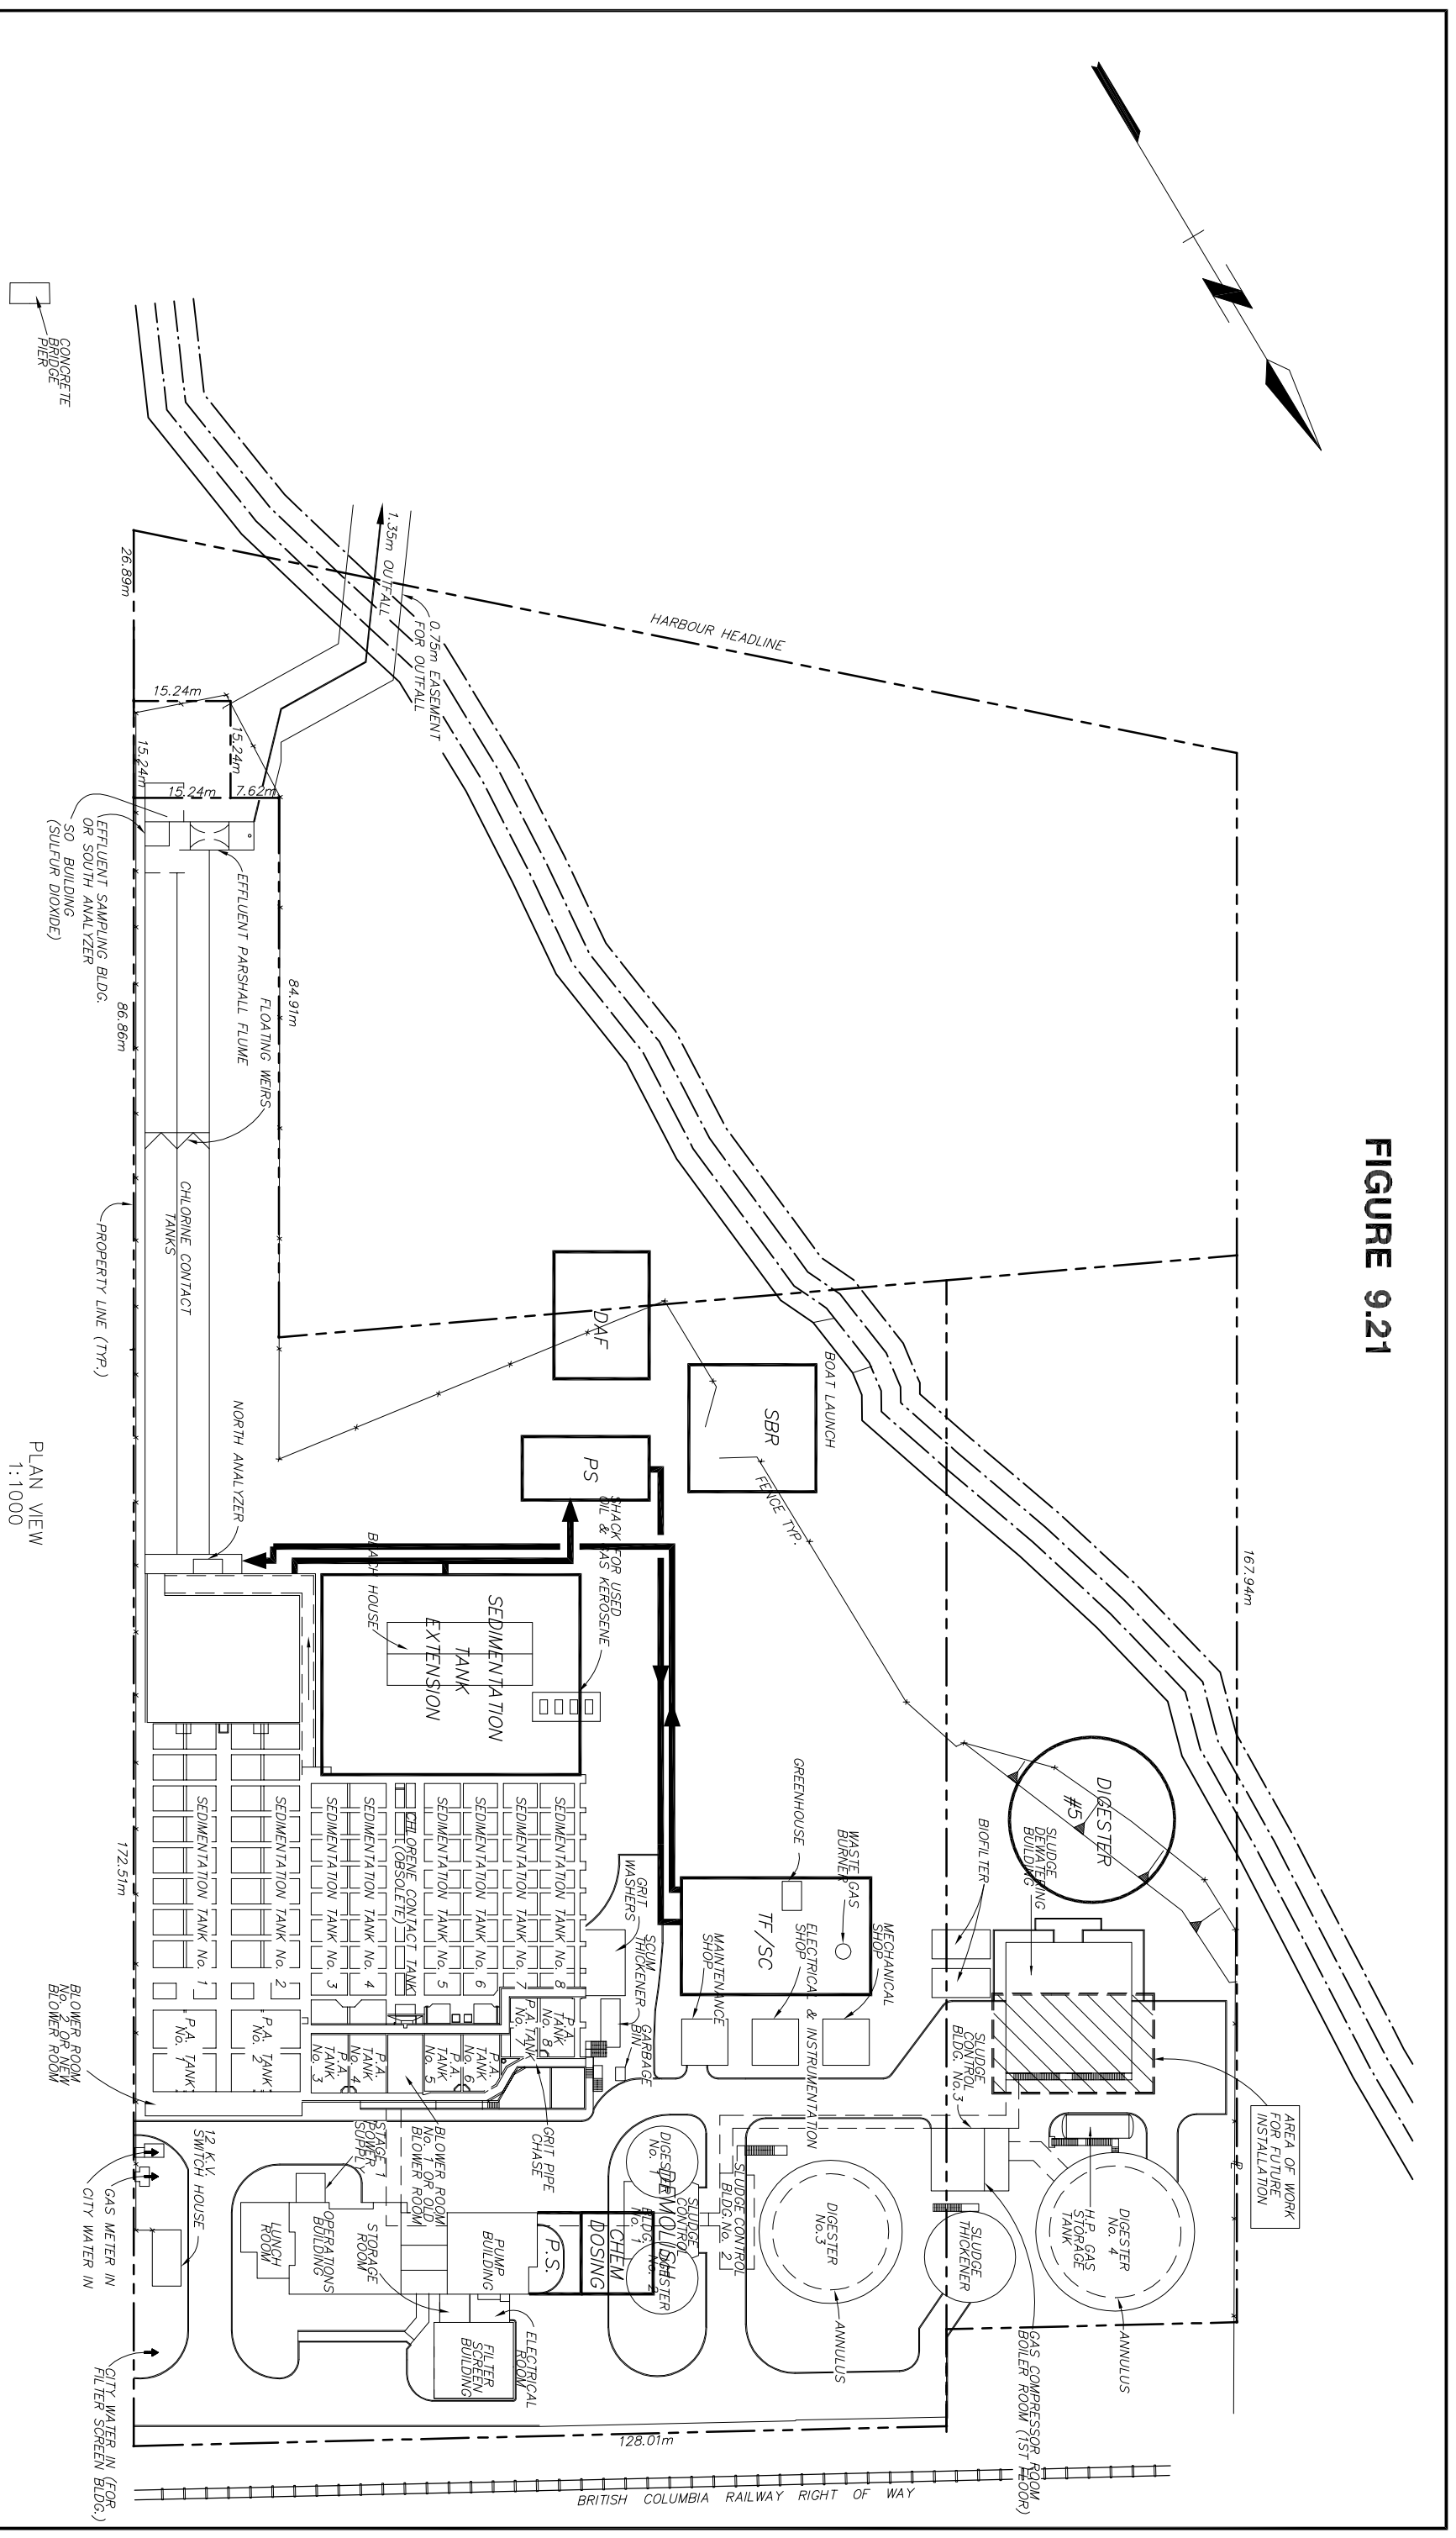 FIGURE 9.21
HARBOUR HEADLINE
167.94m
CONCRETE
BRIDGE
PIER
1.35m OUTFALL
0.75m EASEMENT
FOR OUTFALL
26.89m
15.24m
15.24m
15.24m
15.24m
7.62m
EFFLUENT SAMPLING BLDG.
OR SOUTH ANALYZER
SO BUILDING
(SULFUR DIOXIDE)
EFFLUENT PARSHALL FLUME
FLOATING WEIRS
84.91m
86.86m
CHLORINE CONTACT
TANKS
PROPERTY LINE (TYP.)
NORTH ANALYZER
PLAN VIEW
1:1000
DAF
SBR
BOAT LAUNCH
PS
FENCE TYP.
SHACK FOR USED
OIL & GAS KEROSENE
BEACH HOUSE
SEDIMENTATION
TANK
EXTENSION
DIGESTER
#5
SLUDGE
DEWATERING
BUILDING
BIOFILTER
GREENHOUSE
WASTE GAS
BURNER
TF/SC
MECHANICAL
SHOP
ELECTRICAL & INSTRUMENTATION
SHOP
MAINTENANCE
SHOP
GRIT
WASHERS
SCUM
THICKENER
GARBAGE
BIN
SEDIMENTATION TANK No. 8
SEDIMENTATION TANK No. 7
SEDIMENTATION TANK No. 6
SEDIMENTATION TANK No. 5
CHLORENE CONTACT TANK
(OBSOLETE)
SEDIMENTATION TANK No. 4
SEDIMENTATION TANK No. 3
SEDIMENTATION TANK No. 2
SEDIMENTATION TANK No. 1
172.51m
P.A.
TANK
No. 8
P.A. TANK
No. 7
P.A.
TANK
No. 6
P.A.
TANK
No. 5
P.A.
TANK
No. 4
P.A.
TANK
No. 3
P.A. TANK
No. 2
P.A. TANK
No. 1
BLOWER ROOM
No. 2 OR NEW
BLOWER ROOM
AREA OF WORK
FOR FUTURE
INSTALLATION
SLUDGE
CONTROL
BLDG. No.3
H.P. GAS
STORAGE
TANK
DIGESTER
No. 4
ANNULUS
DIGESTER
No.3
ANNULUS
SLUDGE
THICKENER
GAS COMPRESSOR ROOM
BOILER ROOM (1ST FLOOR)
SLUDGE CONTROL
BLDG.No. 2
DIGESTER
No. 1
SLUDGE
CONTROL
BLDG.
No. 1
DEMOLISH
DIGESTER
No. 2
CHEM
DOSING
P.S.
GRIT PIPE
CHASE
BLOWER ROOM
No. 1 OR OLD
BLOWER ROOM
STAGE 1
POWER
SUPPLY
PUMP
BUILDING
STORAGE
ROOM
OPERATIONS
BUILDING
LUNCH
ROOM
ELECTRICAL
ROOM
FILTER
SCREEN
BUILDING
12 K.V.
SWITCH HOUSE
GAS METER IN
CITY WATER IN
CITY WATER IN (FOR
FILTER SCREEN BLDG.)
128.01m
BRITISH COLUMBIA RAILWAY RIGHT OF WAY